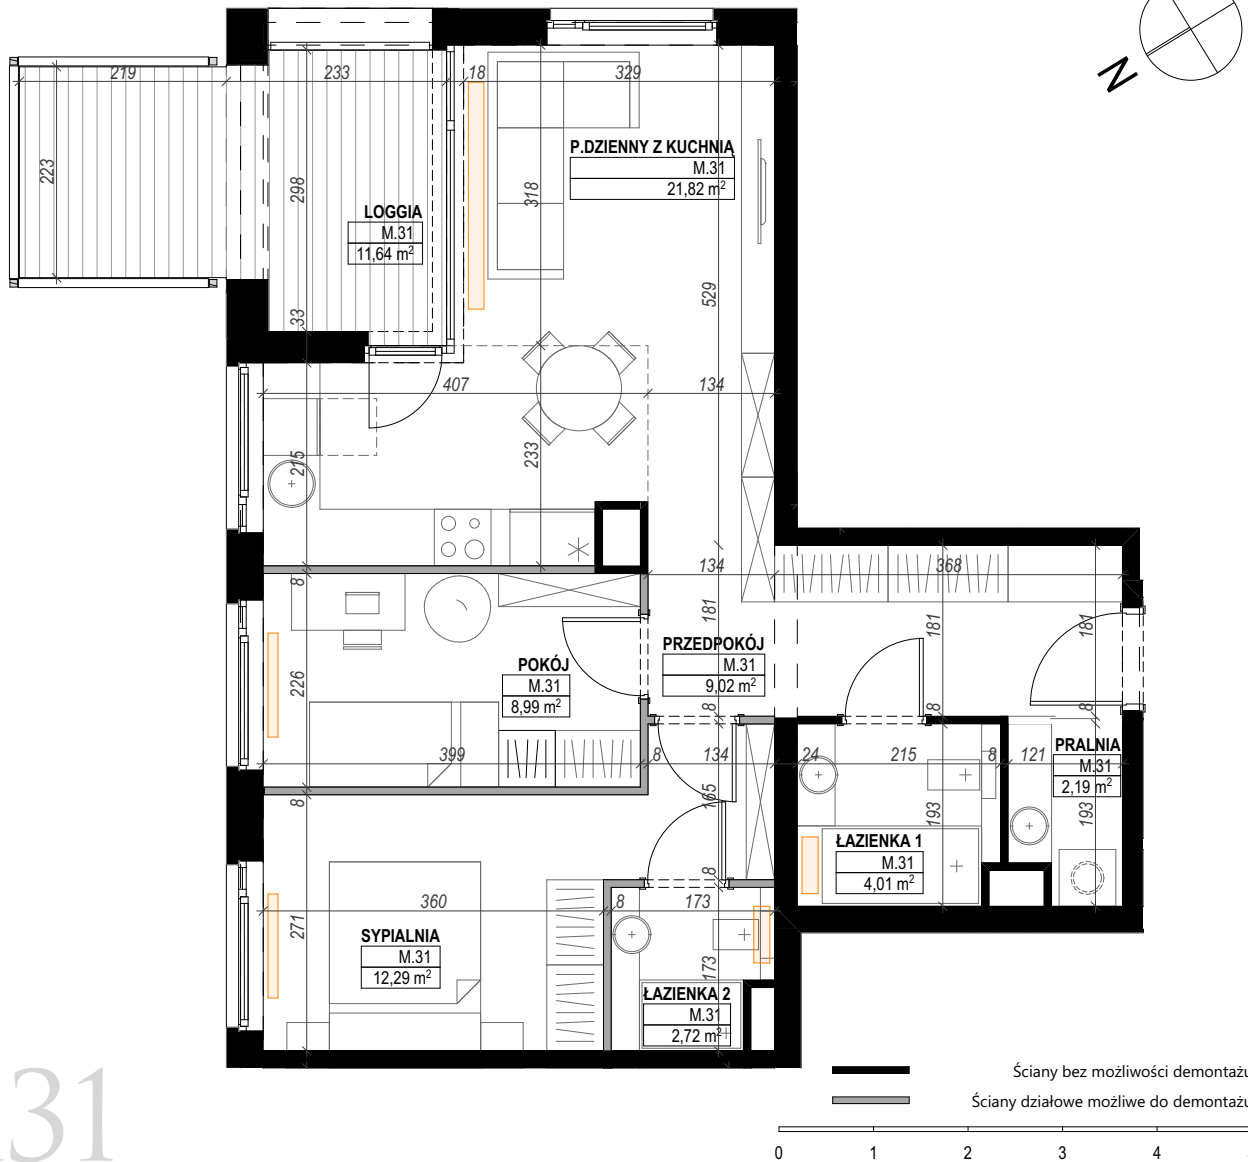 N
219
233
18
329
223
298
318
P.DZIENNY Z KUCHNIĄ
M.31
21,82 m²
LOGGIA
M.31
11,64 m²
33
529
407
134
215
233
134
368
8
181
181
181
PRZEDPOKÓJ
M.31
9,02 m²
POKÓJ
M.31
8,99 m²
226
8
8
8
399
8
134
24
215
8
121
PRALNIA
M.31
2,19 m²
8
165
193
193
ŁAZIENKA 1
M.31
4,01 m²
8
360
8
173
271
SYPIALNIA
M.31
12,29 m²
173
ŁAZIENKA 2
M.31
2,72 m²
31
Ściany bez możliwości demontażu
Ściany działowe możliwe do demontażu
0 1 2 3 4